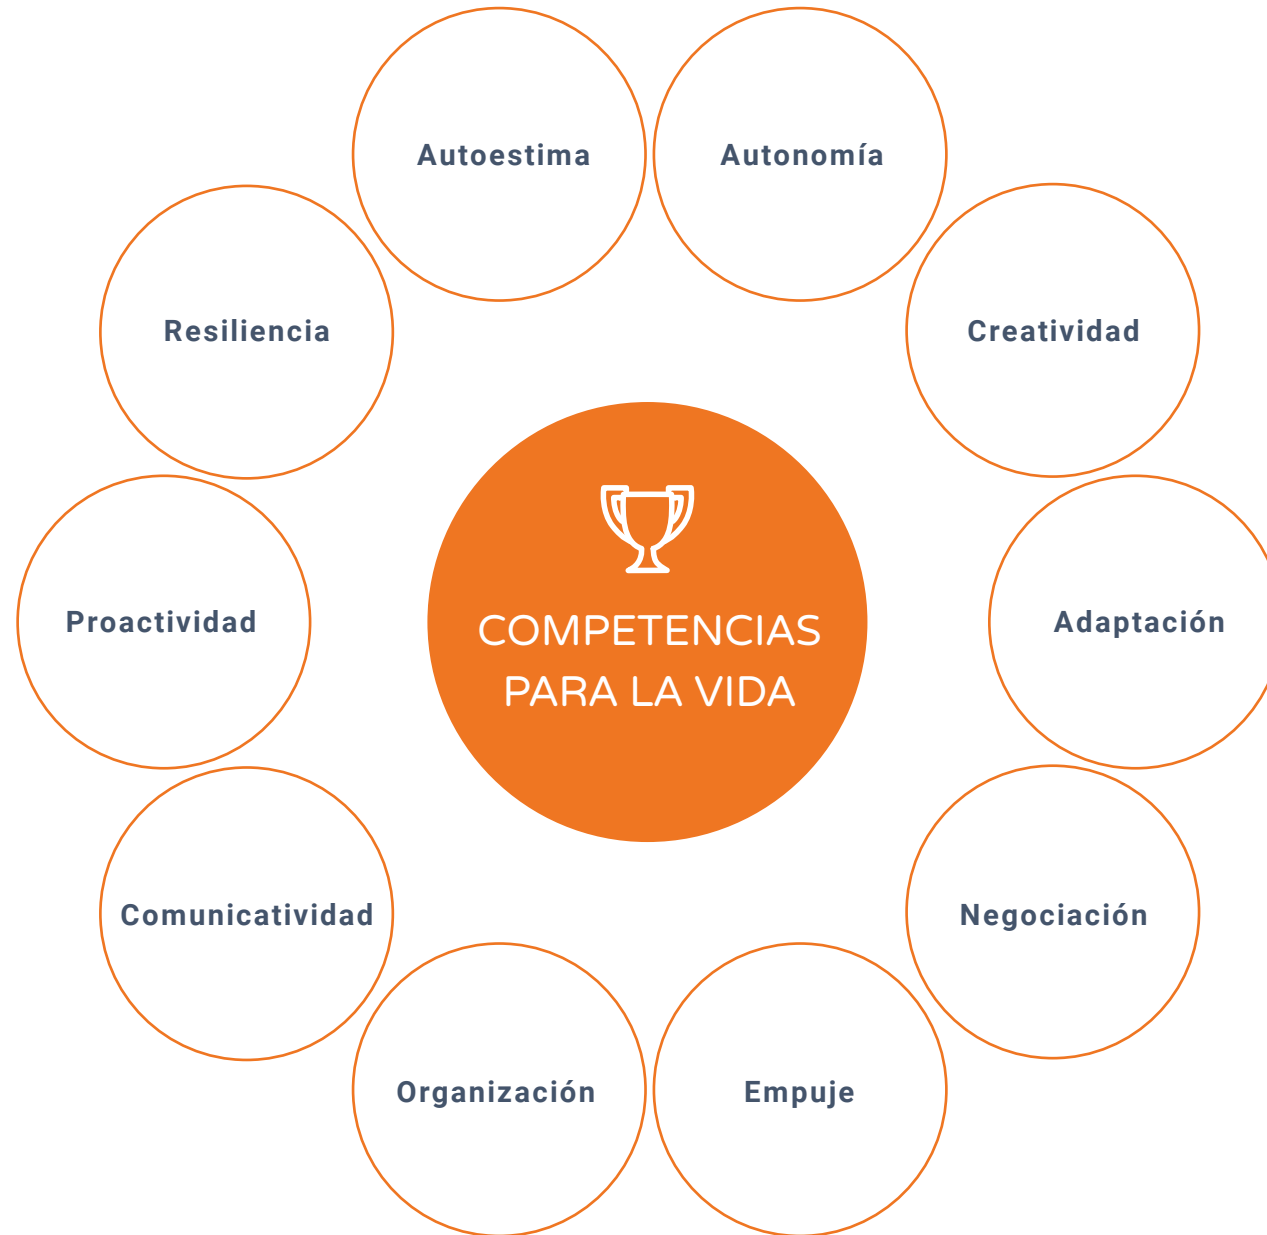 Autoestima
Autonomía
Resiliencia
Creatividad
COMPETENCIAS
PARA LA VIDA
Proactividad
Adaptación
Comunicatividad
Negociación
Organización
Empuje